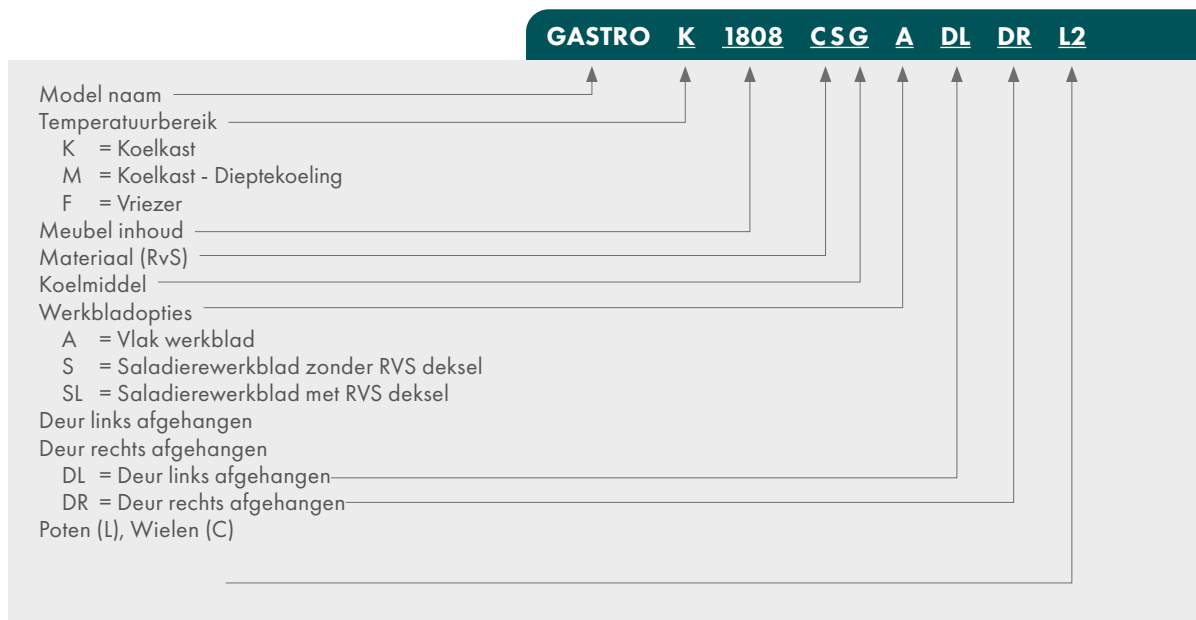 GASTRO K 1808 CSG A DL DR L2
Model naam
Temperatuurbereik
K = Koelkast
M = Koelkast - Dieptekoeling
F = Vriezer
Meubel inhoud
Materiaal (RvS)
Koelmiddel
Werkbladopties
A = Vlak werkblad
S = Saladierewerkblad zonder RVS deksel
SL = Saladierewerkblad met RVS deksel
Deur links afgehangen
Deur rechts afgehangen
DL = Deur links afgehangen
DR = Deur rechts afgehangen
Poten (L), Wielen (C)